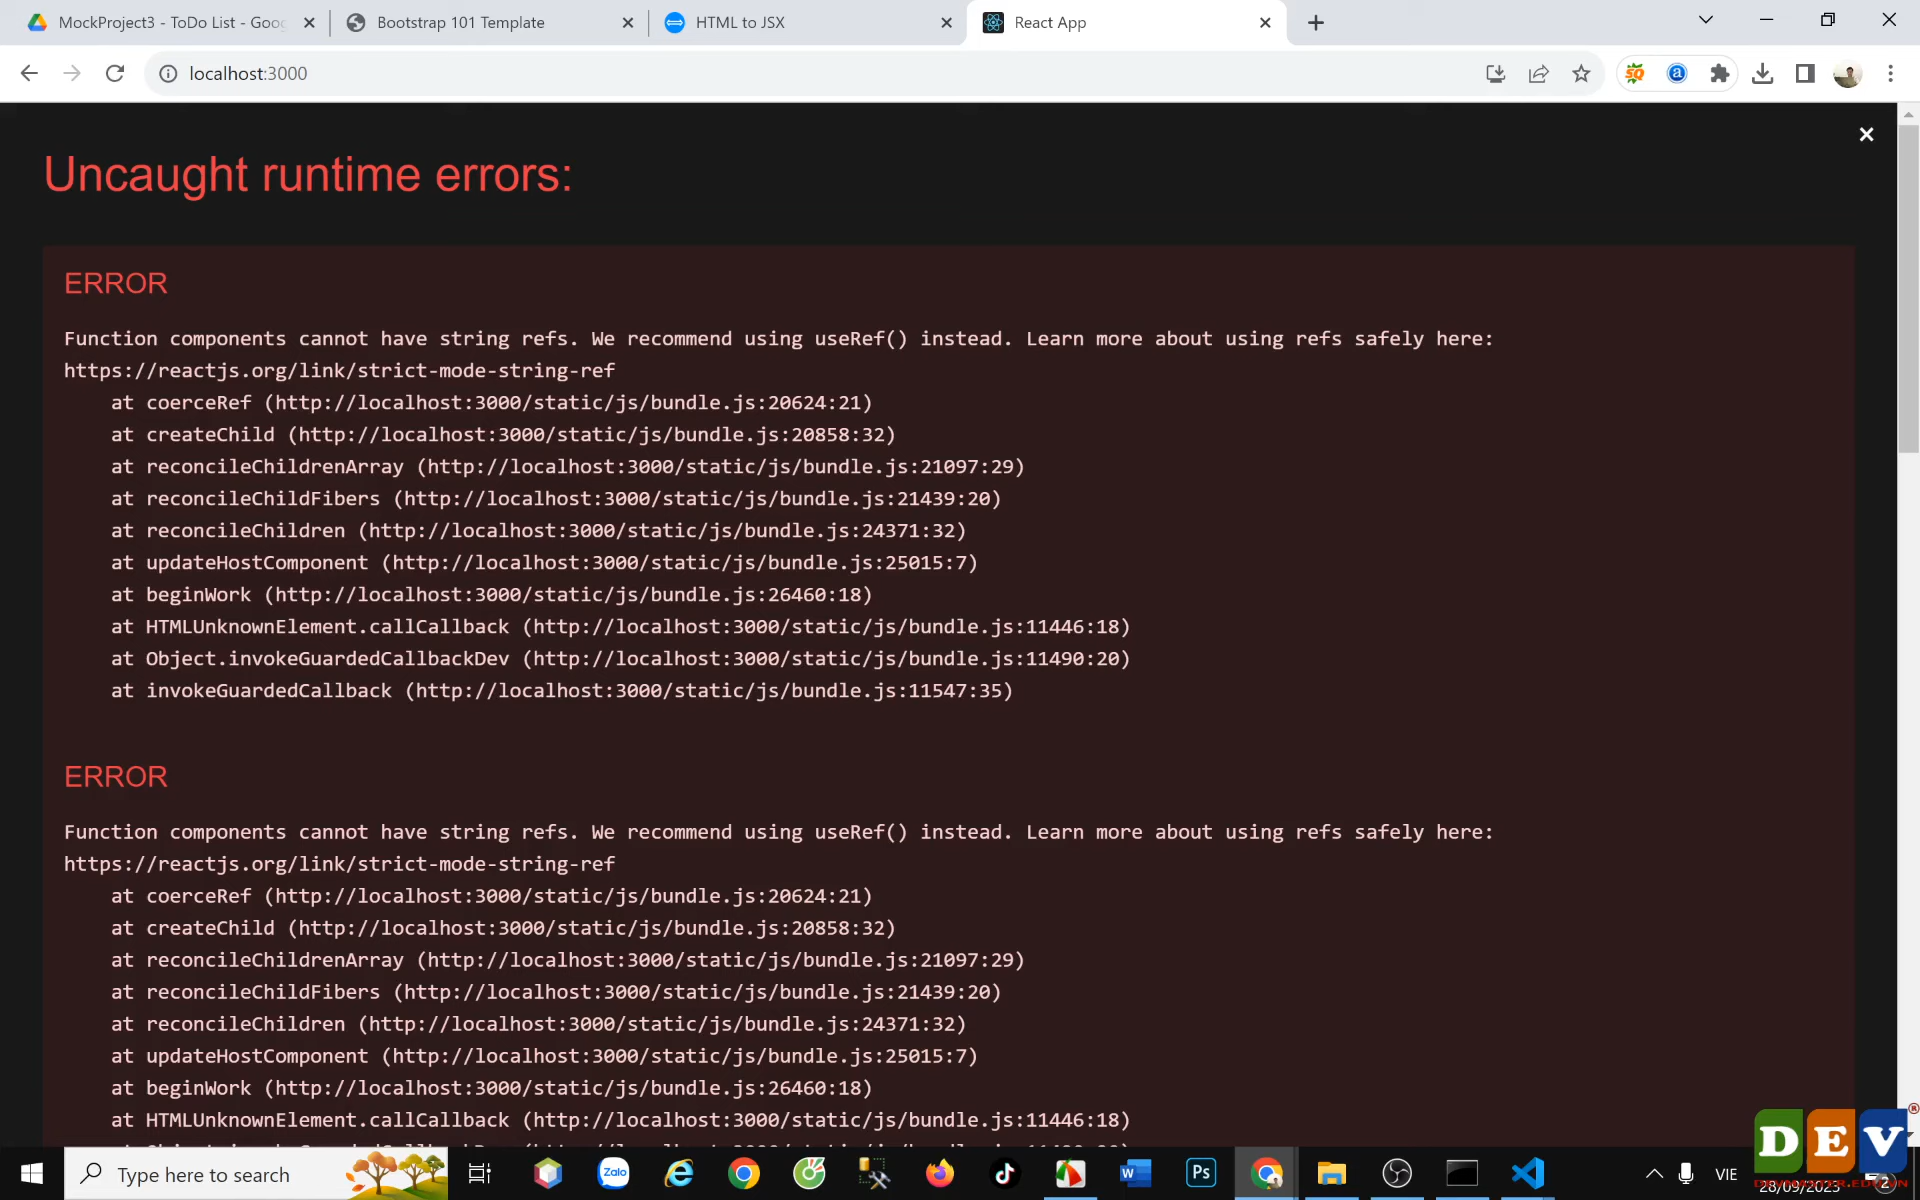 MockProject3 - ToDo List - Goog
Bootstrap 101 Template
HTML to JSX
React App
localhost:3000
Uncaught runtime errors:
ERROR
Function components cannot have string refs. We recommend using useRef() instead. Learn more about using refs safely here:
https://reactjs.org/link/strict-mode-string-ref
at coerceRef (http://localhost:3000/static/js/bundle.js:20624:21)
at createChild (http://localhost:3000/static/js/bundle.js:20858:32)
at reconcileChildrenArray (http://localhost:3000/static/js/bundle.js:21097:29)
at reconcileChildFibers (http://localhost:3000/static/js/bundle.js:21439:20)
at reconcileChildren (http://localhost:3000/static/js/bundle.js:24371:32)
at updateHostComponent (http://localhost:3000/static/js/bundle.js:25015:7)
at beginWork (http://localhost:3000/static/js/bundle.js:26460:18)
at HTMLUnknownElement.callCallback (http://localhost:3000/static/js/bundle.js:11446:18)
at Object.invokeGuardedCallbackDev (http://localhost:3000/static/js/bundle.js:11490:20)
at invokeGuardedCallback (http://localhost:3000/static/js/bundle.js:11547:35)
ERROR
Function components cannot have string refs. We recommend using useRef() instead. Learn more about using refs safely here:
https://reactjs.org/link/strict-mode-string-ref
at coerceRef (http://localhost:3000/static/js/bundle.js:20624:21)
at createChild (http://localhost:3000/static/js/bundle.js:20858:32)
at reconcileChildrenArray (http://localhost:3000/static/js/bundle.js:21097:29)
at reconcileChildFibers (http://localhost:3000/static/js/bundle.js:21439:20)
at reconcileChildren (http://localhost:3000/static/js/bundle.js:24371:32)
at updateHostComponent (http://localhost:3000/static/js/bundle.js:25015:7)
at beginWork (http://localhost:3000/static/js/bundle.js:26460:18)
at HTMLUnknownElement.callCallback (http://localhost:3000/static/js/bundle.js:11446:18)
DEV
Type here to search
Zalo
Ps
VIE
28/09/2023
2